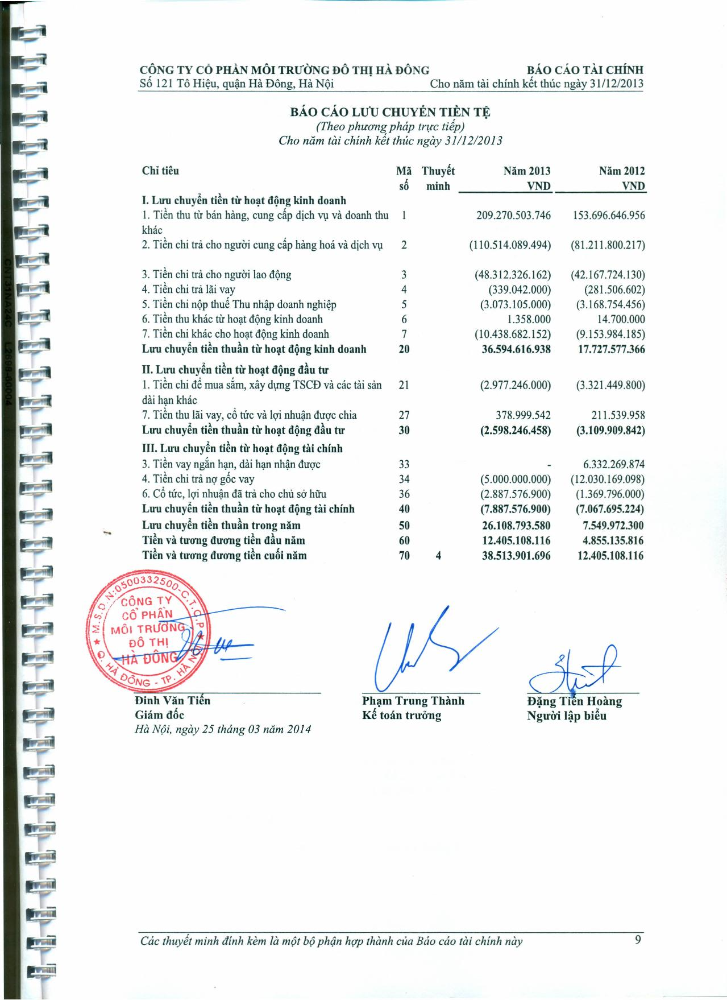 CÔNG TY CỔ PHẦN MÔI TRƯỜNG ĐÔ THỊ HÀ ĐÔNG BÁO CÁO TÀI CHÍNH
Số 121 Tô Hiệu, quận Hà Đông, Hà Nội Cho năm tài chính kết thúc ngày 31/12/2013
BÁO CÁO LƯU CHUYỂN TIỀN TỆ
(Theo phương pháp trực tiếp)
Cho năm tài chính kết thúc ngày 31/12/2013
Chỉ tiêu Mã Thuyết Năm 2013 Năm 2012
số minh VND VND
I. Lưu chuyển tiền từ hoạt động kinh doanh
1. Tiền thu từ bán hàng, cung cấp dịch vụ và doanh thu 1 209.270.503.746 153.696.646.956
khác
2. Tiền chi trả cho người cung cấp hàng hoá và dịch vụ 2 (110.514.089.494) (81.211.800.217)
3. Tiền chi trả cho người lao động 3 (48.312.326.162) (42.167.724.130)
4. Tiền chi trả lãi vay 4 (339.042.000) (281.506.602)
5. Tiền chi nộp thuế Thu nhập doanh nghiệp 5 (3.073.105.000) (3.168.754.456)
6. Tiền thu khác từ hoạt động kinh doanh 6 1.358.000 14.700.000
7. Tiền chi khác cho hoạt động kinh doanh 7 (10.438.682.152) (9.153.984.185)
Lưu chuyển tiền thuần từ hoạt động kinh doanh 20 36.594.616.938 17.727.577.366
II. Lưu chuyển tiền từ hoạt động đầu tư
1. Tiền chi để mua sắm, xây dựng TSCĐ và các tài sản 21 (2.977.246.000) (3.321.449.800)
dài hạn khác
7. Tiền thu lãi vay, cổ tức và lợi nhuận được chia 27 378.999.542 211.539.958
Lưu chuyển tiền thuần từ hoạt động đầu tư 30 (2.598.246.458) (3.109.909.842)
III. Lưu chuyển tiền từ hoạt động tài chính
3. Tiền vay ngắn hạn, dài hạn nhận được 33 - 6.332.269.874
4. Tiền chi trả nợ gốc vay 34 (5.000.000.000) (12.030.169.098)
6. Cổ tức, lợi nhuận đã trả cho chủ sở hữu 36 (2.887.576.900) (1.369.796.000)
Lưu chuyển tiền thuần từ hoạt động tài chính 40 (7.887.576.900) (7.067.695.224)
Lưu chuyển tiền thuần trong năm 50 26.108.793.580 7.549.972.300
Tiền và tương đương tiền đầu năm 60 12.405.108.116 4.855.135.816
Tiền và tương đương tiền cuối năm 70 4 38.513.901.696 12.405.108.116
M.S.D.N:0500332500-C.T.C.P
CÔNG TY
CỔ PHẦN
MÔI TRƯỜNG
ĐÔ THỊ
HÀ ĐÔNG
Q. HÀ ĐÔNG - TP. HÀ NỘI
Đinh Văn Tiến Phạm Trung Thành Đặng Tiến Hoàng
Giám đốc Kế toán trưởng Người lập biểu
Hà Nội, ngày 25 tháng 03 năm 2014
Các thuyết minh đính kèm là một bộ phận hợp thành của Báo cáo tài chính này 9